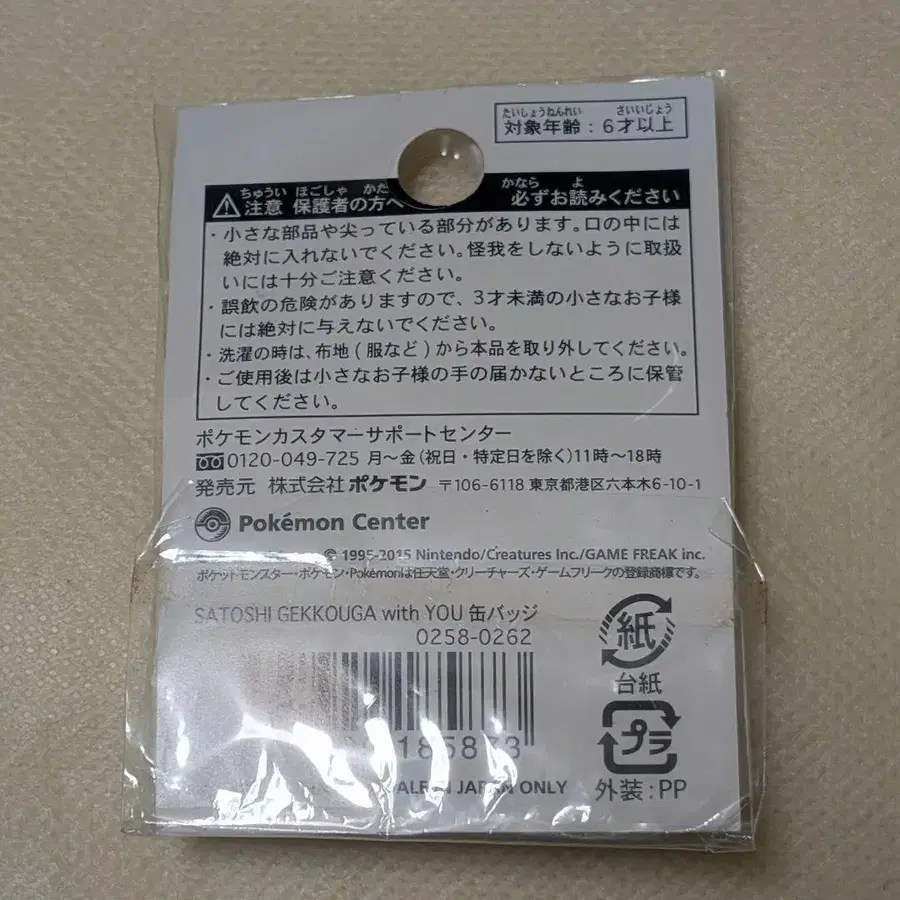 たいしょうねんれい さいいじょう
対象年齢：6才以上
ちゅうい ほごしゃ かた かなら よ
注意 保護者の方へ 必ずお読みください
・小さな部品や尖っている部分があります。口の中には
絶対に入れないでください。怪我をしないように取扱
いには十分ご注意ください。
・誤飲の危険がありますので、3才未満の小さなお子様
には絶対に与えないでください。
・洗濯の時は、布地(服など)から本品を取り外してください。
・ご使用後は小さなお子様の手の届かないところに保管
してください。
ポケモンカスタマーサポートセンター
0120-049-725 月〜金(祝日・特定日を除く)11時〜18時
発売元 株式会社ポケモン 〒106-6118 東京都港区六本木6-10-1
Pokémon Center
© 1995-2015 Nintendo/Creatures Inc./GAME FREAK inc.
ポケットモンスター・ポケモン・Pokémonは任天堂・クリーチャーズ・ゲームフリークの登録商標です。
SATOSHI GEKKOUGA with YOU 缶バッジ
0258-0262
紙
台紙
プラ
外装:PP
JAPAN ONLY